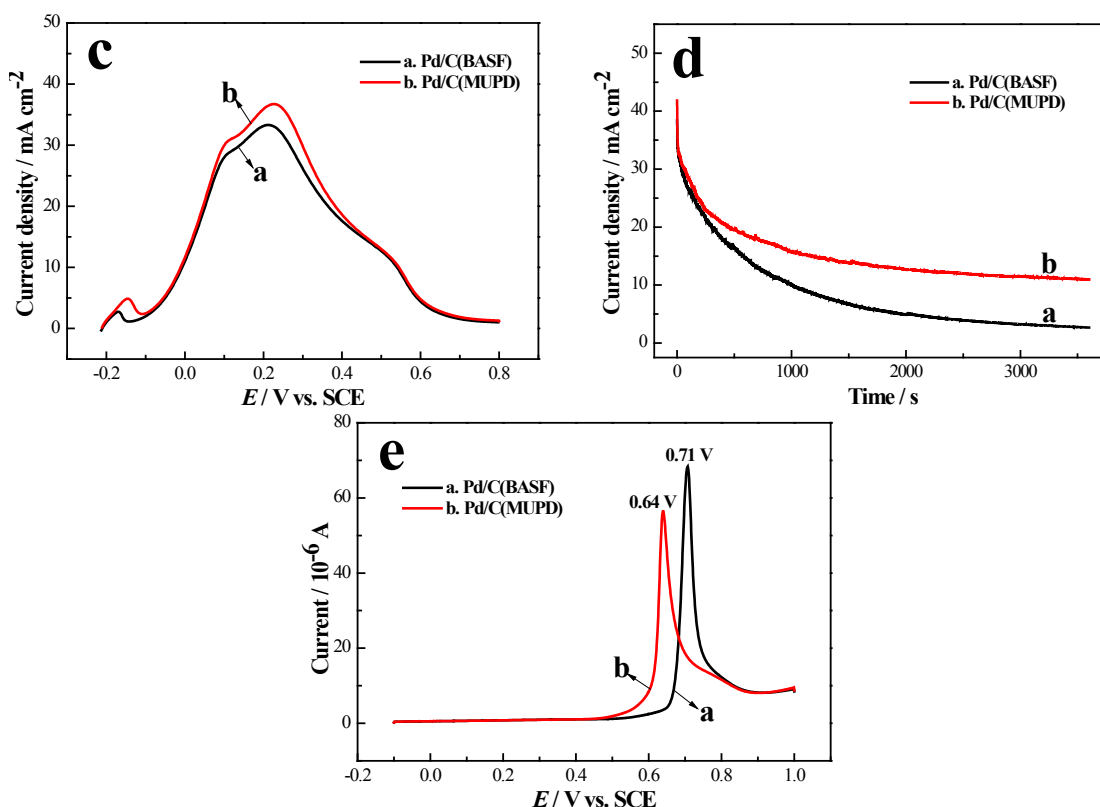 c
a. Pd/C(BASF)
b. Pd/C(MUPD)
b
a
50
40
30
20
10
0
-0.2 0.0 0.2 0.4 0.6 0.8
Current density / mA cm⁻²
E / V vs. SCE
d
a. Pd/C(BASF)
b. Pd/C(MUPD)
b
a
50
40
30
20
10
0
0 1000 2000 3000
Current density / mA cm⁻²
Time / s
e
a. Pd/C(BASF)
b. Pd/C(MUPD)
0.71 V
0.64 V
b
a
80
60
40
20
0
-0.2 0.0 0.2 0.4 0.6 0.8 1.0
Current / 10⁻⁶ A
E / V vs. SCE